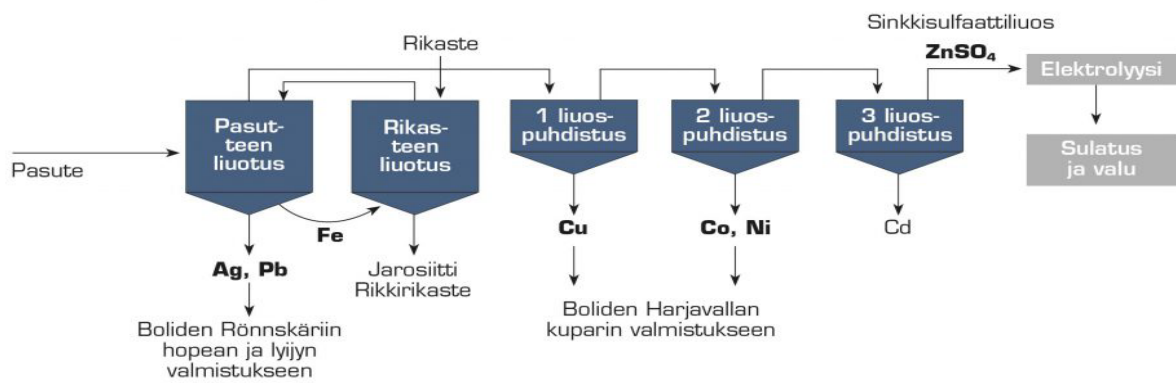 Sinkkisulfaattiliuos
ZnSO₄
Rikaste
Elektrolyysi
Pasut-
teen
liuotus
Rikas-
teen
liuotus
1 liuos-
puhdistus
2 liuos-
puhdistus
3 liuos-
puhdistus
Sulatus
ja valu
Pasute
Fe
Cu
Co, Ni
Cd
Ag, Pb
Jarosiitti
Rikkirikaste
Boliden Rönnskäriin
hopean ja lyijyn
valmistukseen
Boliden Harjavallan
kuparin valmistukseen